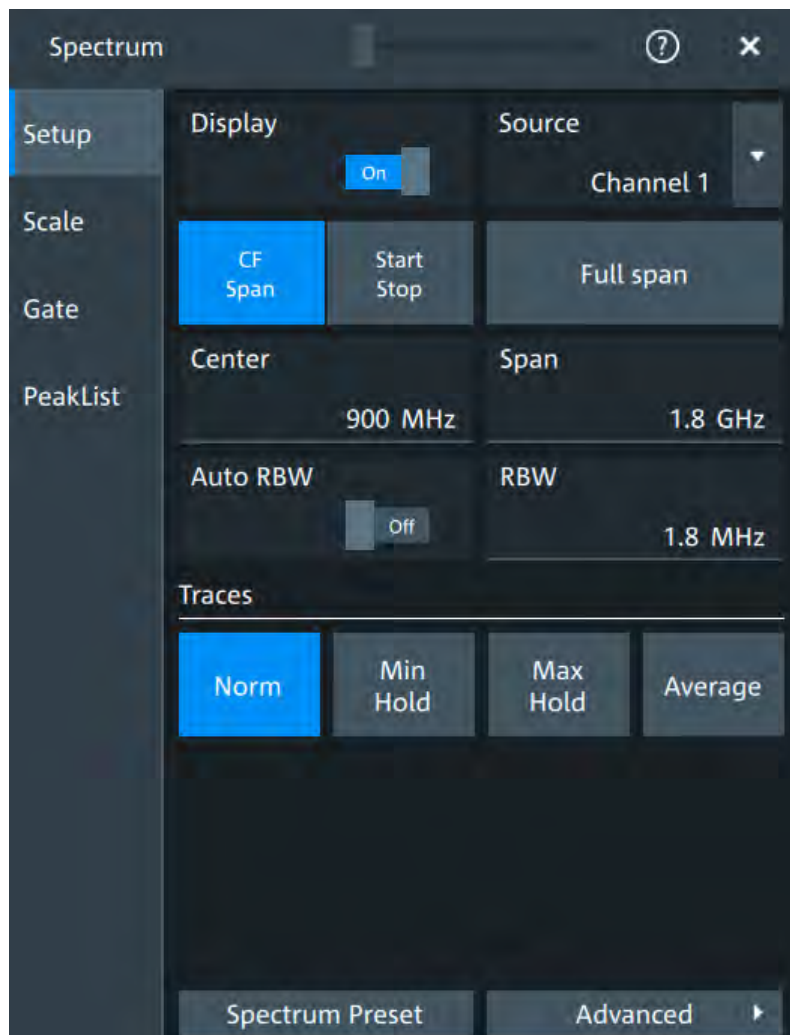 Spectrum
?
Setup
Scale
Gate
PeakList
Display
On
Source
Channel 1
CF
Span
Start
Stop
Full span
Center
900 MHz
Span
1.8 GHz
Auto RBW
Off
RBW
1.8 MHz
Traces
Norm
Min
Hold
Max
Hold
Average
Spectrum Preset
Advanced